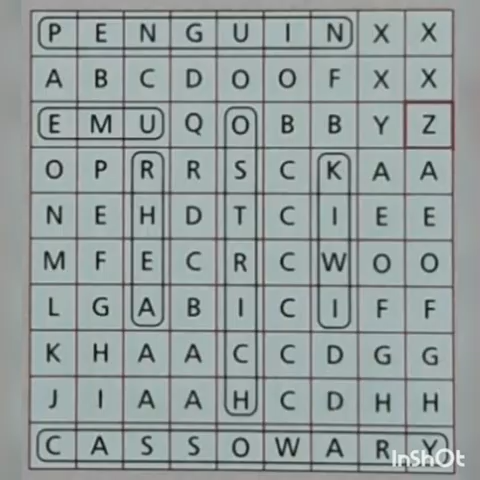 P E N G U I N X X
A B C D O O F X X
E M U Q O B B Y Z
O P R R S C K A A
N E H D T C I E E
M F E C R C W O O
L G A B I C I F F
K H A A C C D G G
J I A A H C D H H
C A S S O W A R Y
InShOt